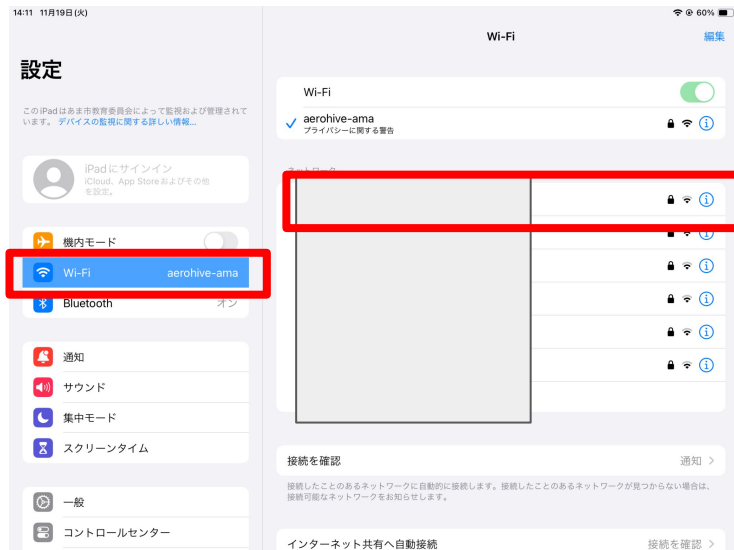 14:11 11月19日(火)
60%
Wi-Fi
編集
設定
このiPadはあま市教育委員会によって監視および管理されて
います。 デバイスの監視に関する詳しい情報...
iPadにサインイン
iCloud、App Storeおよびその他
を設定。
機内モード
Wi-Fi aerohive-ama
Bluetooth オン
通知
サウンド
集中モード
スクリーンタイム
一般
コントロールセンター
Wi-Fi
aerohive-ama
プライバシーに関する警告
ネットワーク
接続を確認 通知
接続したことのあるネットワークに自動的に接続します。接続したことのあるネットワークが見つからない場合は、
接続可能なネットワークをお知らせします。
インターネット共有へ自動接続 接続を確認